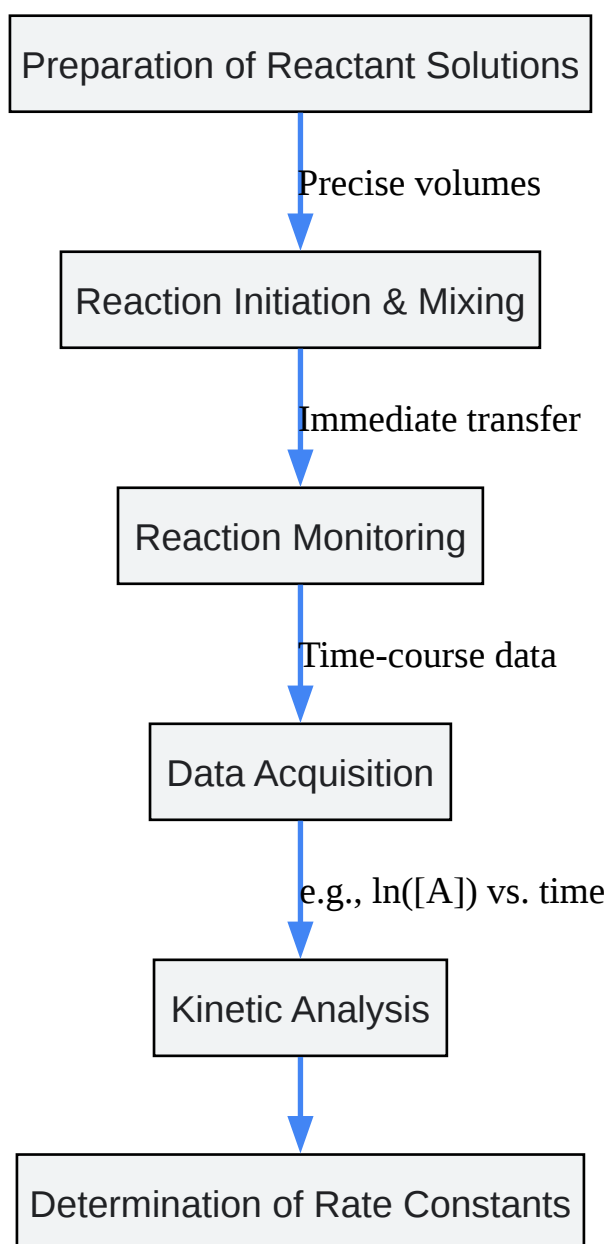 Preparation of Reactant Solutions
Precise volumes
Reaction Initiation & Mixing
Immediate transfer
Reaction Monitoring
Time-course data
Data Acquisition
e.g., ln([A]) vs. time
Kinetic Analysis
Determination of Rate Constants